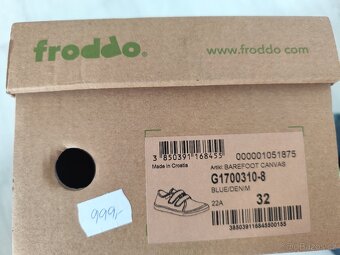 froddo®
www.froddo.com
3 850391 168455
000001051875
Made in Croatia
Artikl: BAREFOOT CANVAS
G1700310-8
BLUE/DENIM
22A
32
385039116845500155
999,-